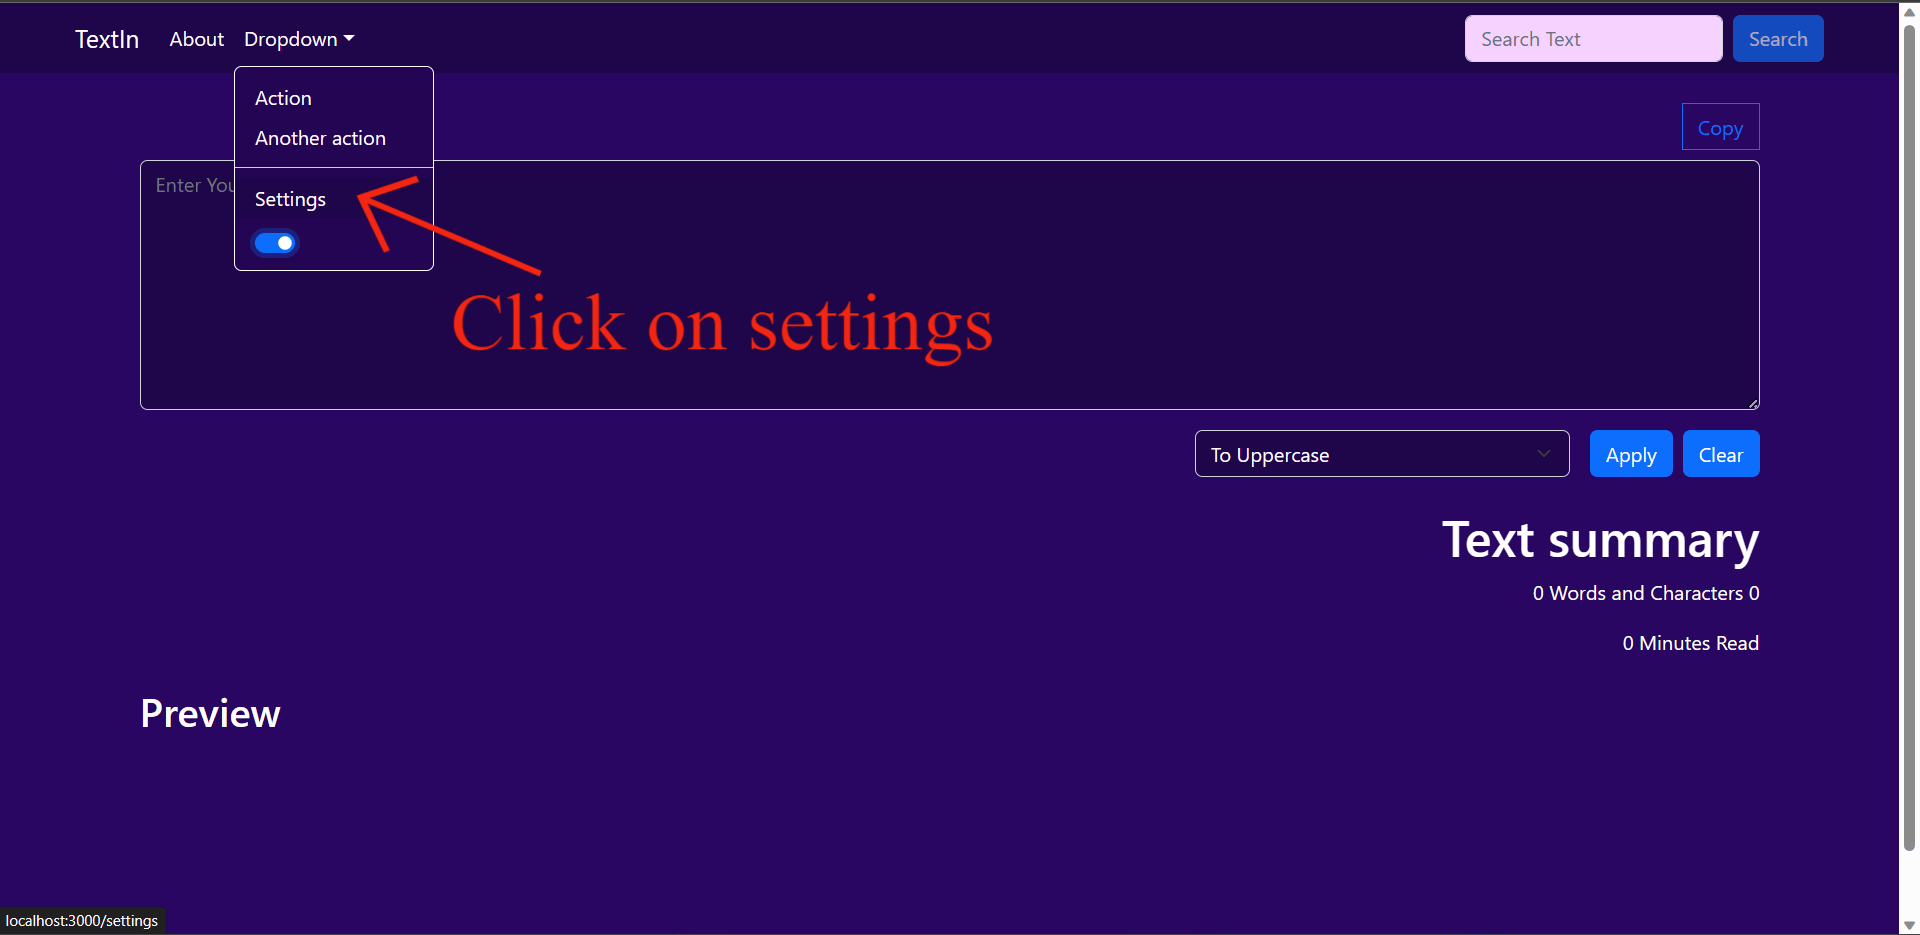 TextIn About Dropdown Search Text Search
Action
Another action
Copy
Enter You
Settings
Click on settings
To Uppercase Apply Clear
Text summary
0 Words and Characters 0
0 Minutes Read
Preview
localhost:3000/settings